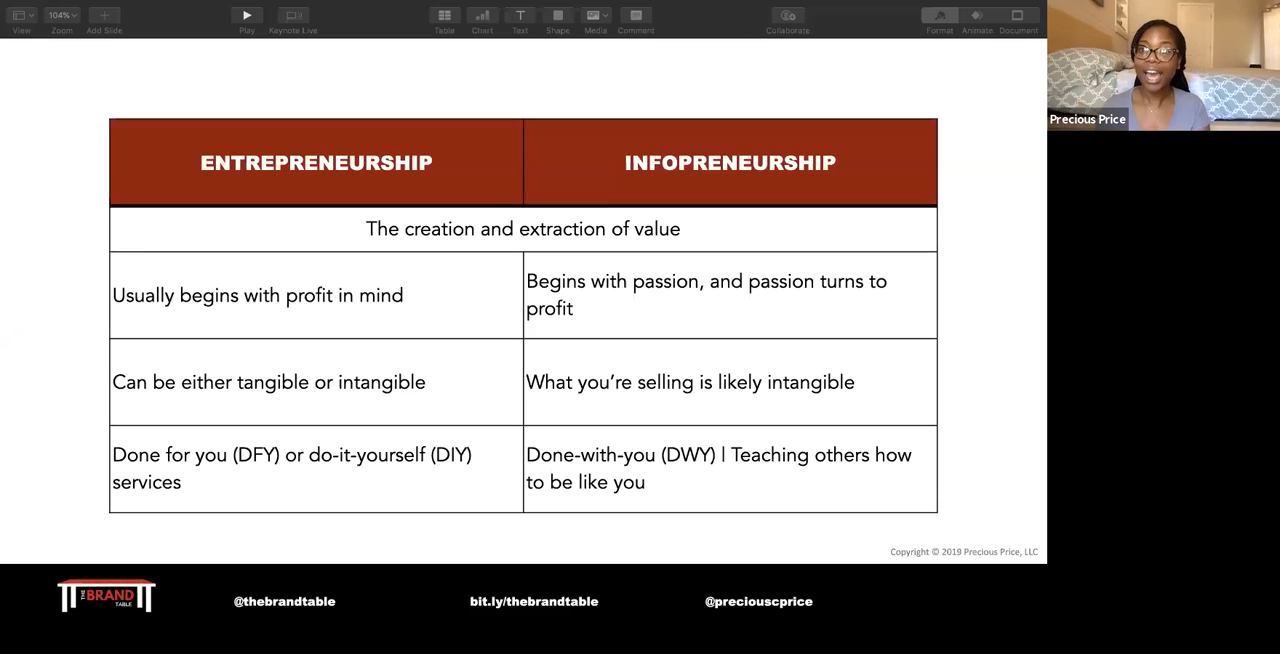 104%
View
Zoom
Add Slide
Play
Keynote Live
Table
Chart
Text
Shape
Media
Comment
Collaborate
Format
Animate
Document
Precious Price
ENTREPRENEURSHIP
INFOPRENEURSHIP
The creation and extraction of value
Usually begins with profit in mind
Begins with passion, and passion turns to
profit
Can be either tangible or intangible
What you’re selling is likely intangible
Done for you (DFY) or do-it-yourself (DIY)
services
Done-with-you (DWY) | Teaching others how
to be like you
Copyright © 2019 Precious Price, LLC
THE
BRAND
TABLE
@thebrandtable
bit.ly/thebrandtable
@preciouscprice